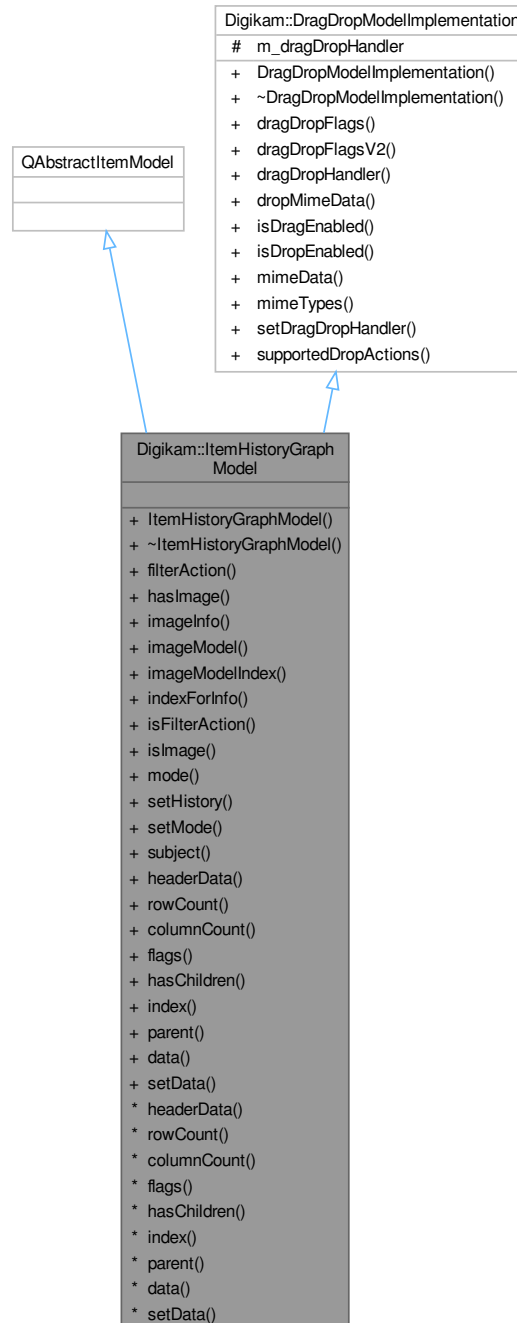 Digikam::DragDropModelImplementation
# m_dragDropHandler
+ DragDropModelImplementation()
+ ~DragDropModelImplementation()
+ dragDropFlags()
+ dragDropFlagsV2()
+ dragDropHandler()
+ dropMimeData()
+ isDragEnabled()
+ isDropEnabled()
+ mimeData()
+ mimeTypes()
+ setDragDropHandler()
+ supportedDropActions()
QAbstractItemModel
Digikam::ItemHistoryGraph
Model
+ ItemHistoryGraphModel()
+ ~ItemHistoryGraphModel()
+ filterAction()
+ hasImage()
+ imageInfo()
+ imageModel()
+ imageModelIndex()
+ indexForInfo()
+ isFilterAction()
+ isImage()
+ mode()
+ setHistory()
+ setMode()
+ subject()
+ headerData()
+ rowCount()
+ columnCount()
+ flags()
+ hasChildren()
+ index()
+ parent()
+ data()
+ setData()
* headerData()
* rowCount()
* columnCount()
* flags()
* hasChildren()
* index()
* parent()
* data()
* setData()